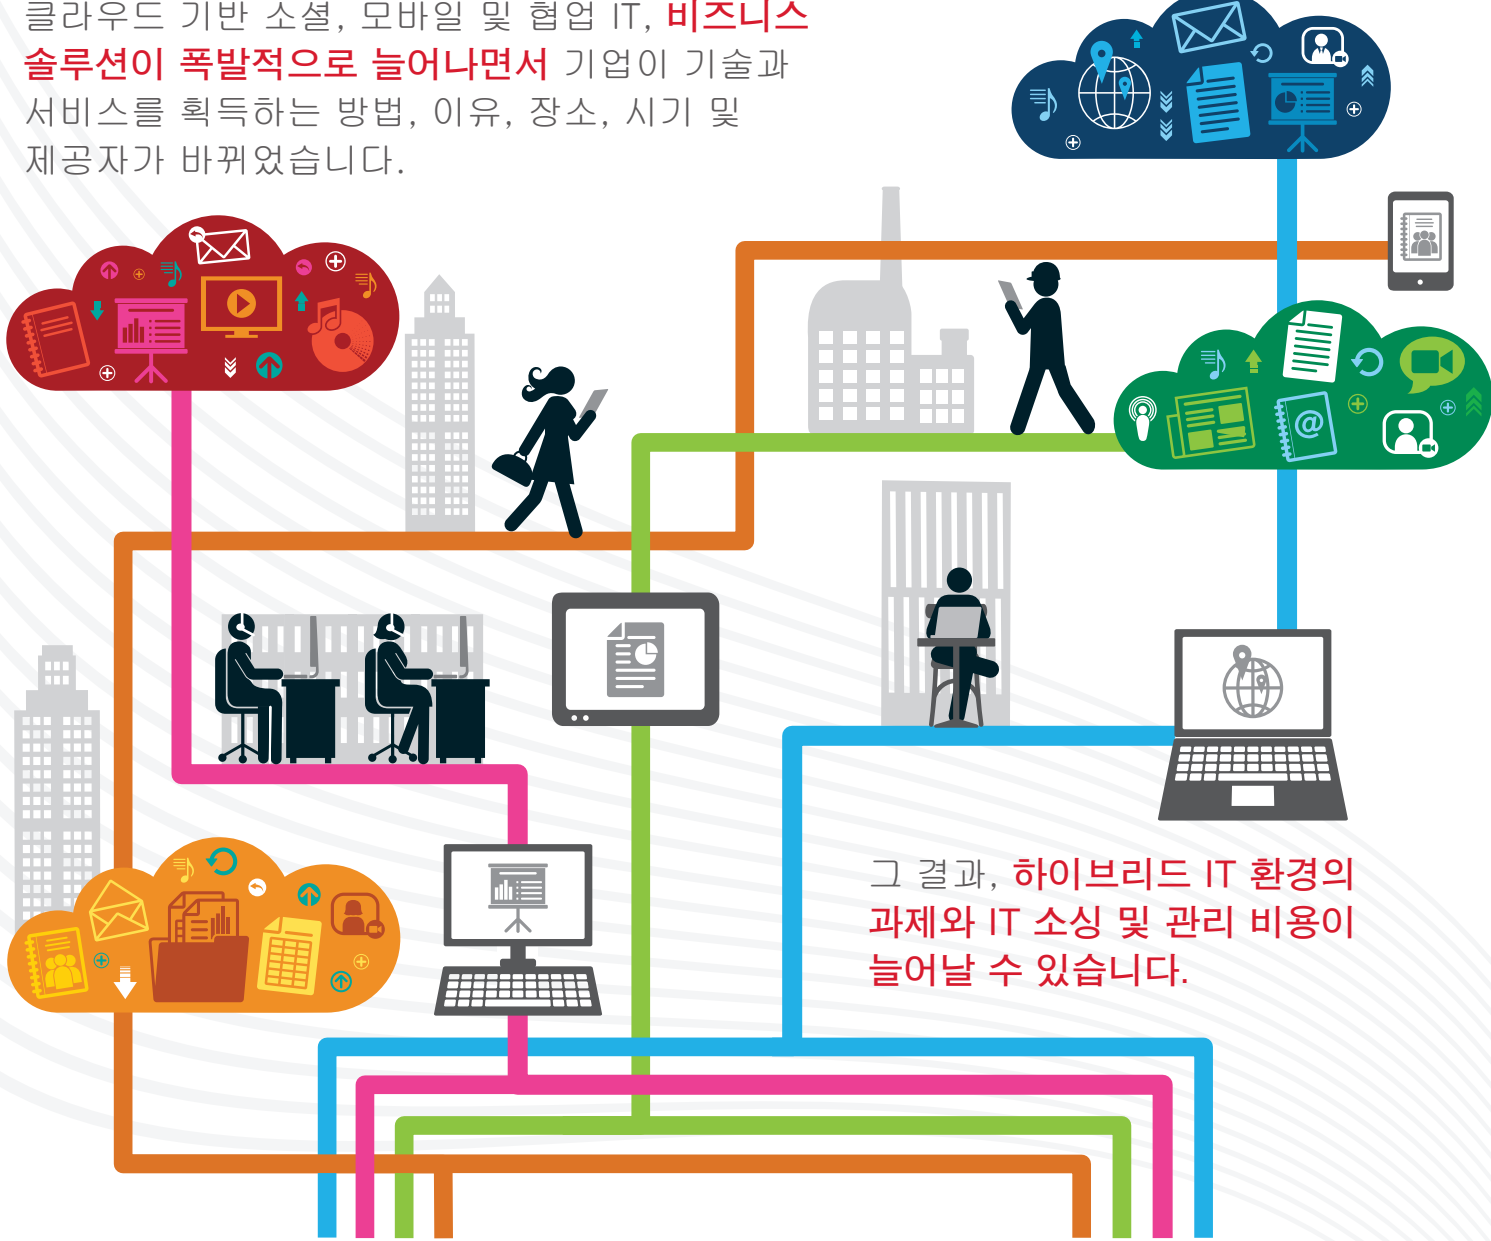 클라우드 기반 소셜, 모바일 및 협업 IT, 비즈니스
솔루션이 폭발적으로 늘어나면서 기업이 기술과
서비스를 획득하는 방법, 이유, 장소, 시기 및
제공자가 바뀌었습니다.
@
그 결과, 하이브리드 IT 환경의
과제와 IT 소싱 및 관리 비용이
늘어날 수 있습니다.